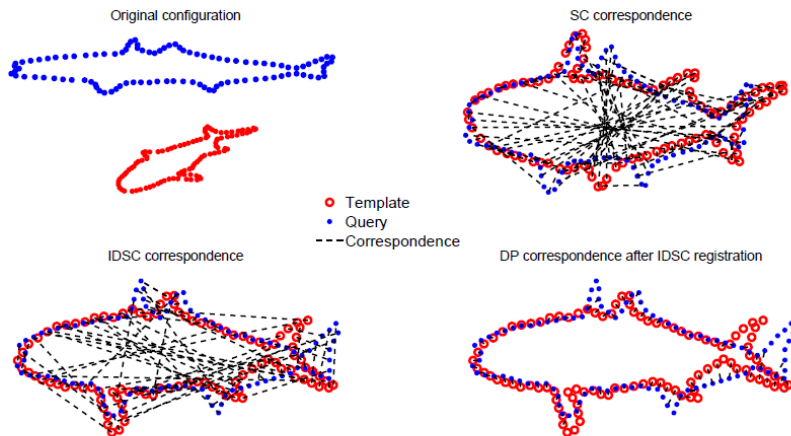 Original configuration
SC correspondence
Template
Query
Correspondence
IDSC correspondence
DP correspondence after IDSC registration